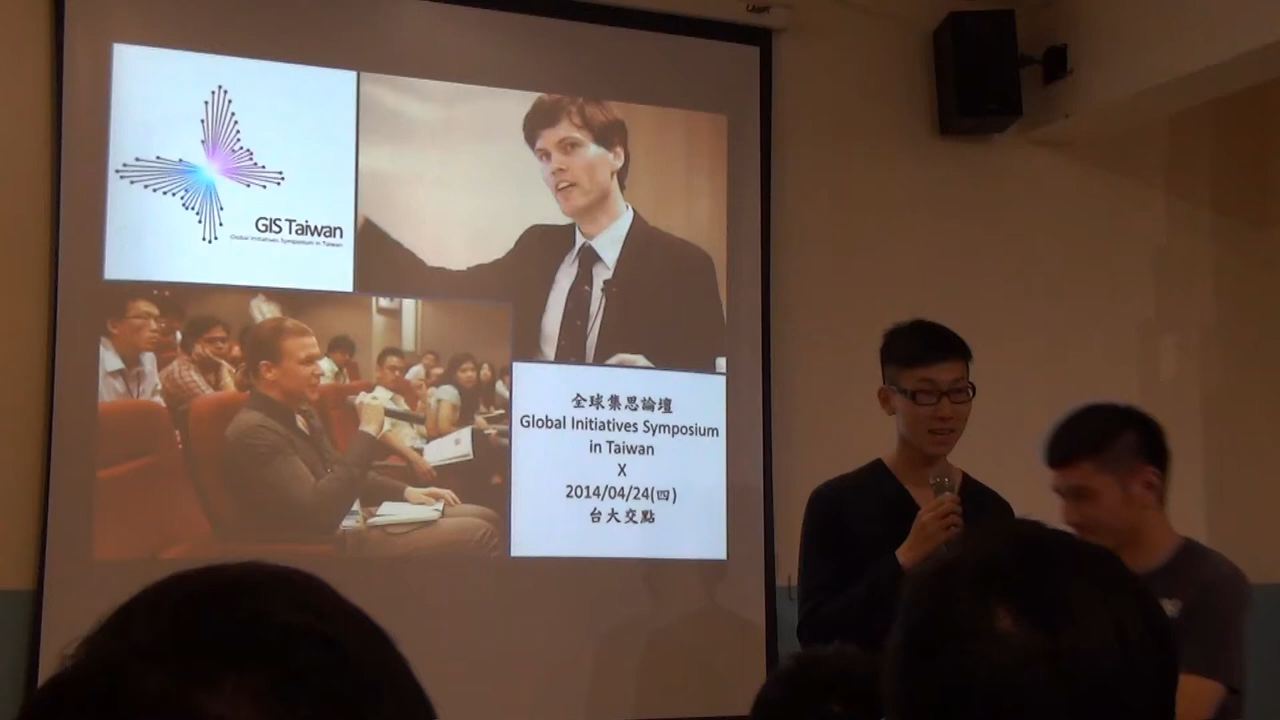 GIS Taiwan
Global Initiatives Symposium in Taiwan
全球集思論壇
Global Initiatives Symposium
in Taiwan
X
2014/04/24(四)
台大交點